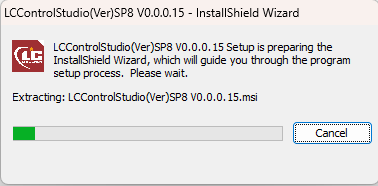 LCControlStudio(Ver)SP8 V0.0.0.15 - InstallShield Wizard
LCControlStudio(Ver)SP8 V0.0.0.15 Setup is preparing the
InstallShield Wizard, which will guide you through the program
setup process.  Please wait.
Extracting: LCControlStudio(Ver)SP8 V0.0.0.15.msi
Cancel